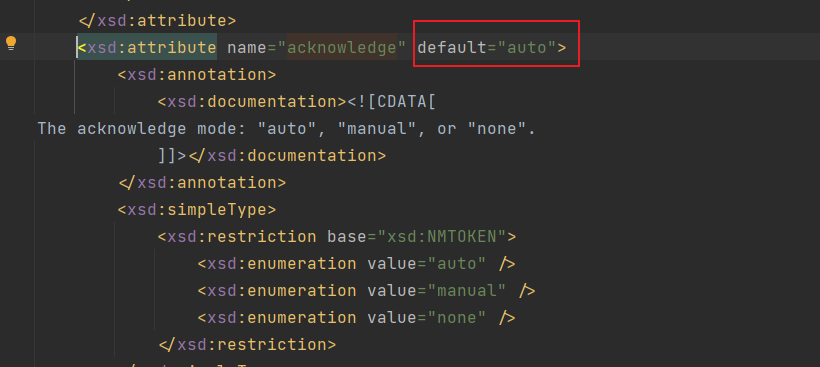 </xsd:attribute>
<xsd:attribute name="acknowledge" default="auto">
<xsd:annotation>
<xsd:documentation><![CDATA[
The acknowledge mode: "auto", "manual", or "none".
]]></xsd:documentation>
</xsd:annotation>
<xsd:simpleType>
<xsd:restriction base="xsd:NMTOKEN">
<xsd:enumeration value="auto" />
<xsd:enumeration value="manual" />
<xsd:enumeration value="none" />
</xsd:restriction>